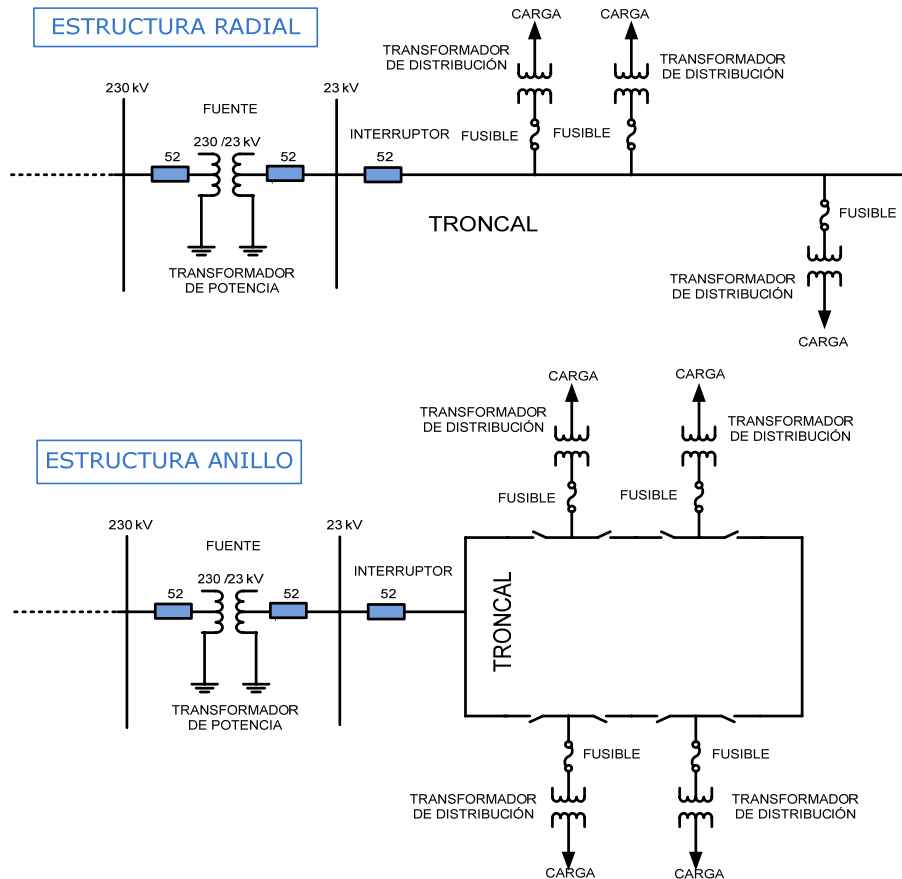 ESTRUCTURA RADIAL
CARGA
CARGA
TRANSFORMADOR
DE DISTRIBUCIÓN
TRANSFORMADOR
DE DISTRIBUCIÓN
230 kV
23 kV
FUENTE
230 /23 kV
INTERRUPTOR
FUSIBLE
FUSIBLE
52
52
52
TRONCAL
FUSIBLE
TRANSFORMADOR
DE POTENCIA
TRANSFORMADOR
DE DISTRIBUCIÓN
CARGA
ESTRUCTURA ANILLO
CARGA
CARGA
TRANSFORMADOR
DE DISTRIBUCIÓN
TRANSFORMADOR
DE DISTRIBUCIÓN
FUSIBLE
FUSIBLE
230 kV
23 kV
FUENTE
230 /23 kV
INTERRUPTOR
52
52
52
TRONCAL
TRANSFORMADOR
DE POTENCIA
FUSIBLE
FUSIBLE
TRANSFORMADOR
DE DISTRIBUCIÓN
TRANSFORMADOR
DE DISTRIBUCIÓN
CARGA
CARGA